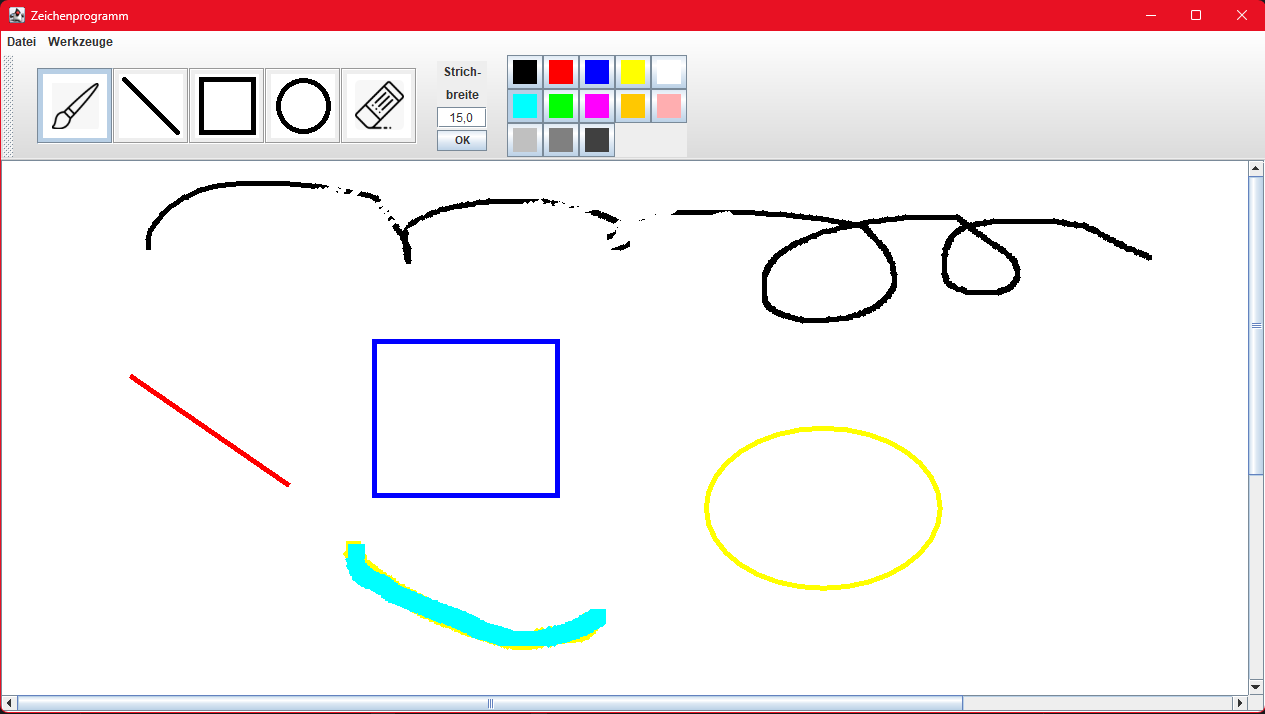 Zeichenprogramm
Datei Werkzeuge
Strich-
breite
15,0
OK